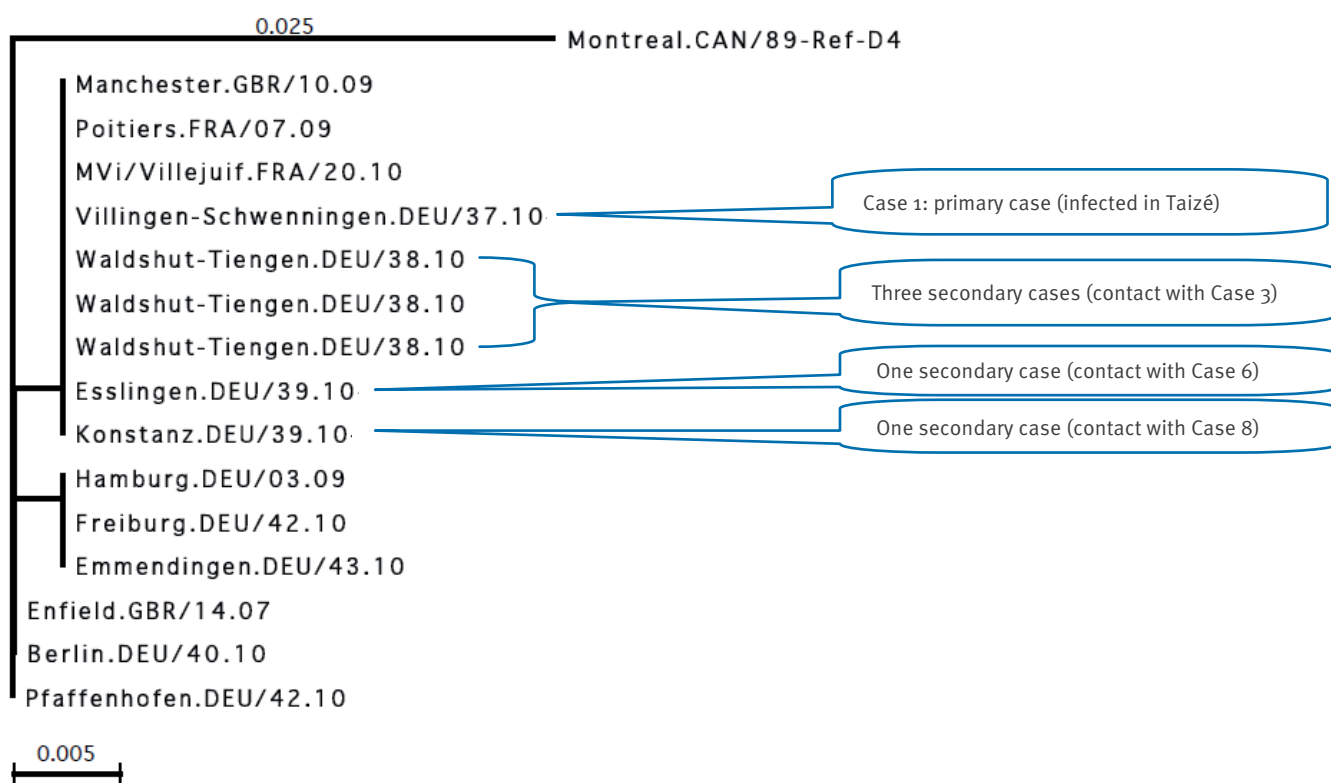 0.025
Montreal.CAN/89-Ref-D4
Manchester.GBR/10.09
Poitiers.FRA/07.09
MVi/Villejuif.FRA/20.10
Villingen-Schwenningen.DEU/37.10
Case 1: primary case (infected in Taizé)
Waldshut-Tiengen.DEU/38.10
Waldshut-Tiengen.DEU/38.10
Three secondary cases (contact with Case 3)
Waldshut-Tiengen.DEU/38.10
Esslingen.DEU/39.10
One secondary case (contact with Case 6)
Konstanz.DEU/39.10
One secondary case (contact with Case 8)
Hamburg.DEU/03.09
Freiburg.DEU/42.10
Emmendingen.DEU/43.10
Enfield.GBR/14.07
Berlin.DEU/40.10
Pfaffenhofen.DEU/42.10
0.005